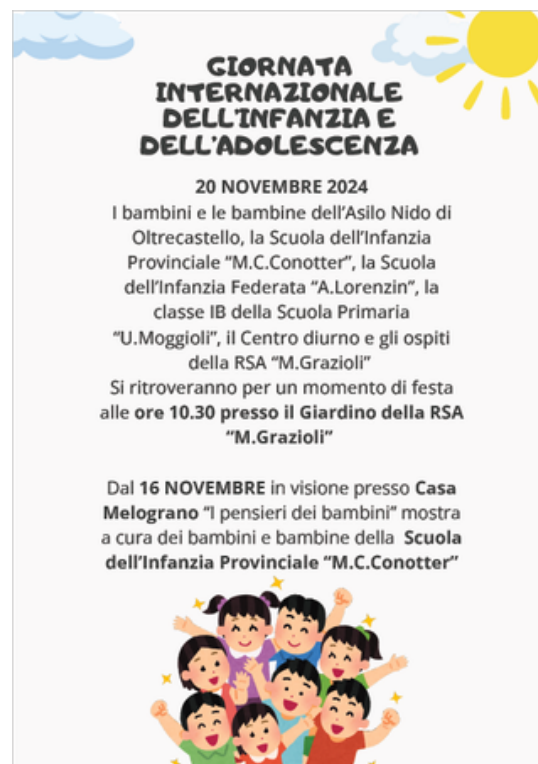 GIORNATA
INTERNAZIONALE
DELL'INFANZIA E
DELL'ADOLESCENZA
20 NOVEMBRE 2024
I bambini e le bambine dell'Asilo Nido di
Oltrecastello, la Scuola dell'Infanzia
Provinciale "M.C.Conotter", la Scuola
dell'Infanzia Federata "A.Lorenzin", la
classe IB della Scuola Primaria
"U.Moggioli", il Centro diurno e gli ospiti
della RSA "M.Grazioli"
Si ritroveranno per un momento di festa
alle ore 10.30 presso il Giardino della RSA
"M.Grazioli"
Dal 16 NOVEMBRE in visione presso Casa
Melograno "I pensieri dei bambini" mostra
a cura dei bambini e bambine della Scuola
dell'Infanzia Provinciale "M.C.Conotter"